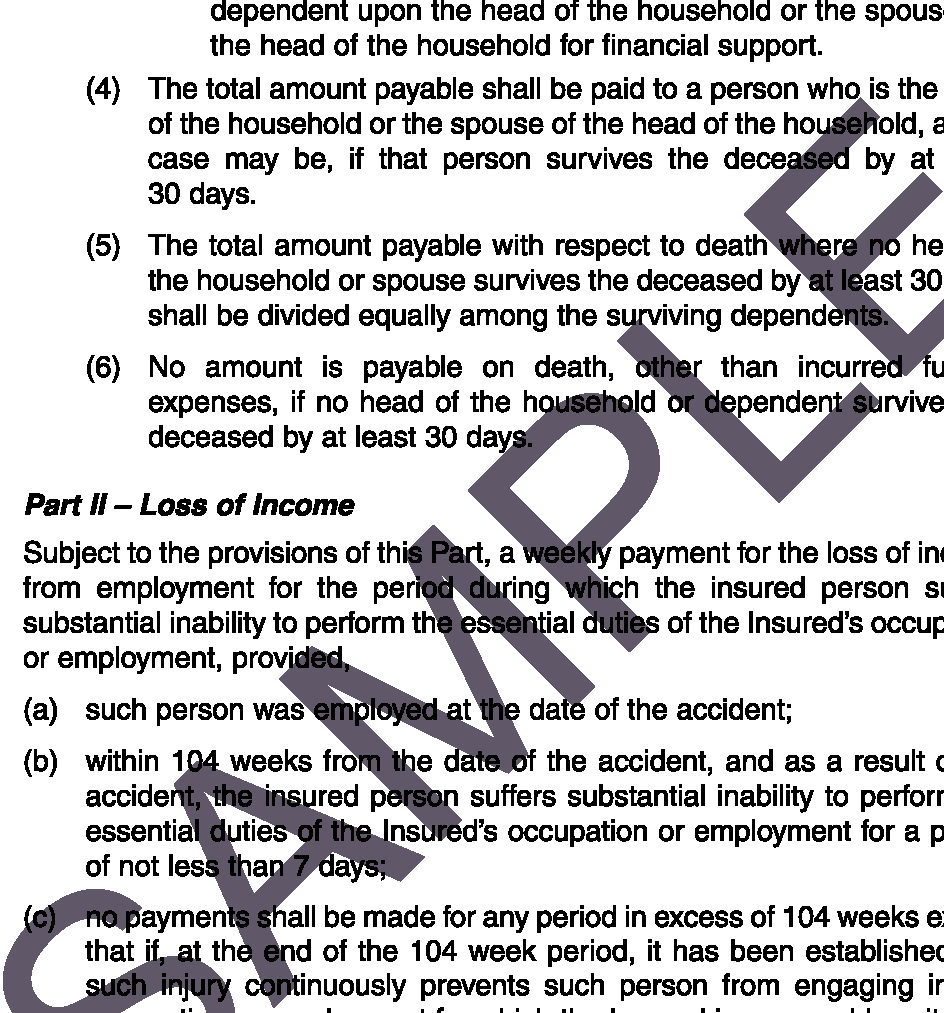 dependent upon the head of the household or the spous
the head of the household for financial support.
(4) The total amount payable shall be paid to a person who is the
of the household or the spouse of the head of the household, a
case may be, if that person survives the deceased by at
30 days.
(5) The total amount payable with respect to death where no he
the household or spouse survives the deceased by at least 30
shall be divided equally among the surviving dependents.
(6) No amount is payable on death, other than incurred fu
expenses, if no head of the household or dependent survive
deceased by at least 30 days.
Part II – Loss of Income
Subject to the provisions of this Part, a weekly payment for the loss of in
from employment for the period during which the insured person su
substantial inability to perform the essential duties of the Insured's occup
or employment, provided,
(a) such person was employed at the date of the accident;
(b) within 104 weeks from the date of the accident, and as a result o
accident, the insured person suffers substantial inability to perfor
essential duties of the Insured's occupation or employment for a p
of not less than 7 days;
(c) no payments shall be made for any period in excess of 104 weeks e
that if, at the end of the 104 week period, it has been established
such injury continuously prevents such person from engaging i
SAMPLE